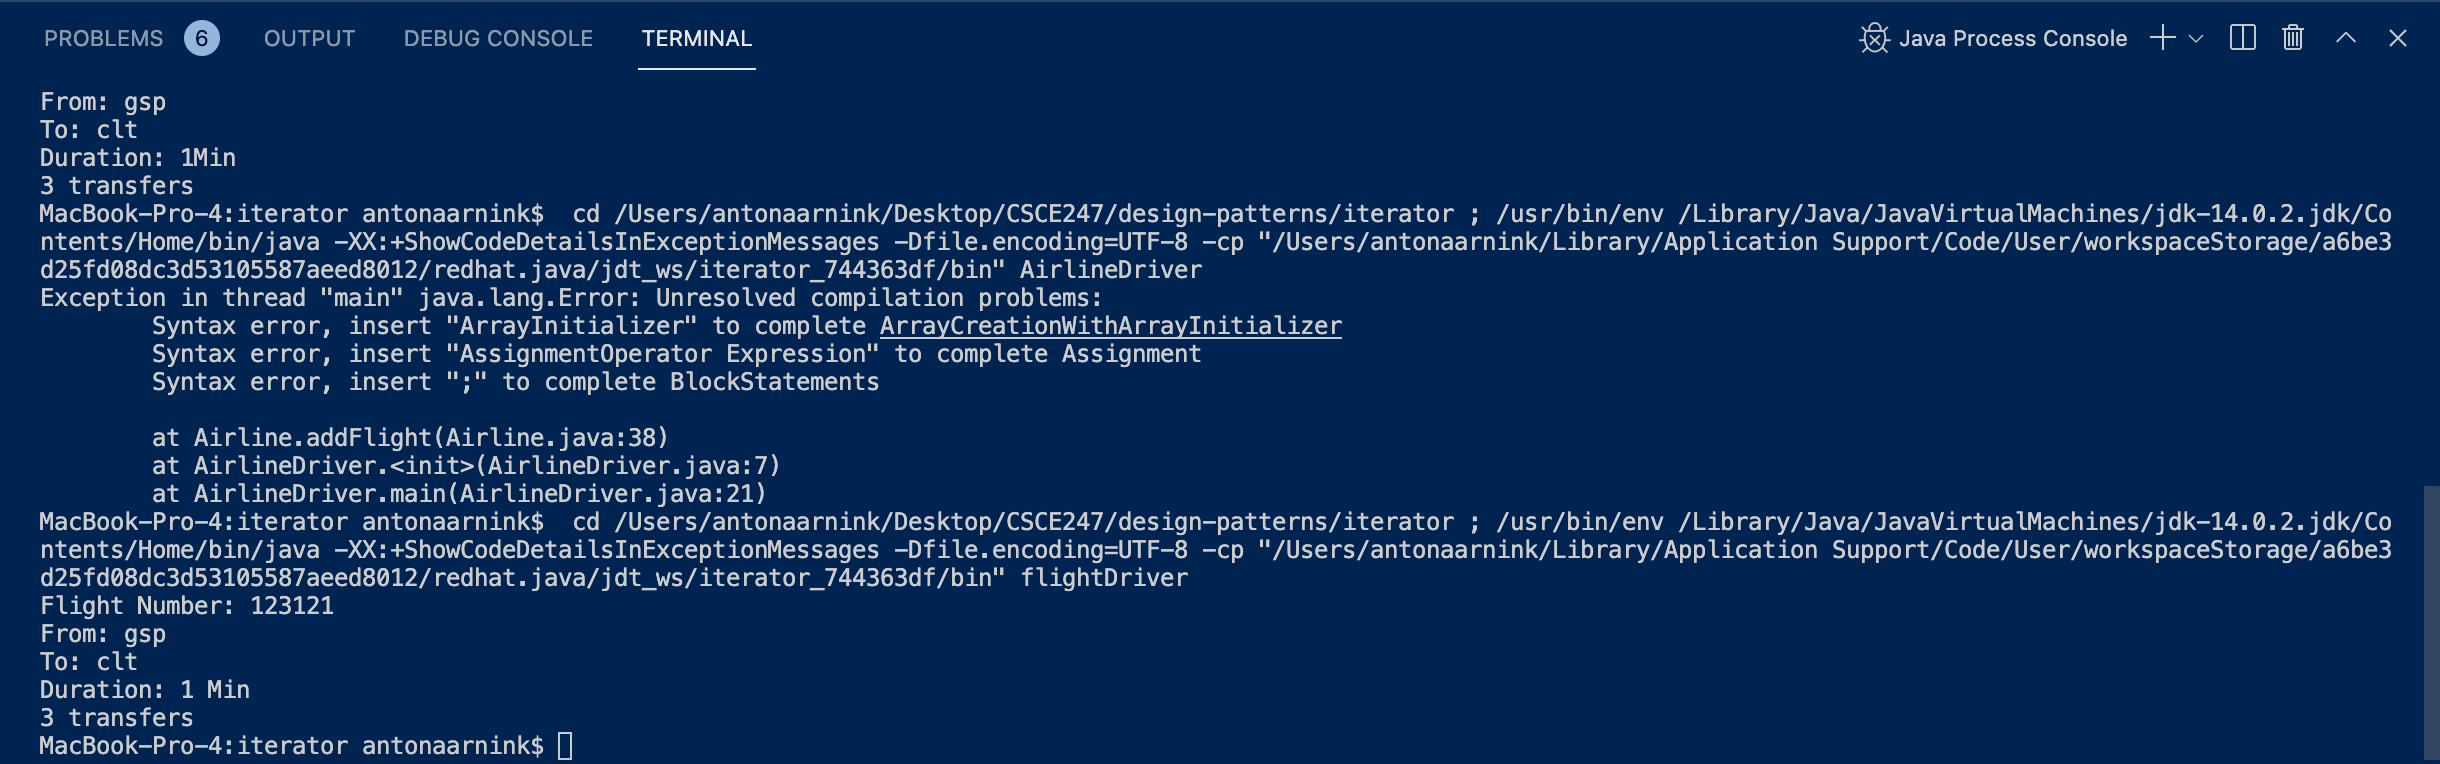 PROBLEMS 6 OUTPUT DEBUG CONSOLE TERMINAL Java Process Console
From: gsp
To: clt
Duration: 1Min
3 transfers
MacBook-Pro-4:iterator antonaarnink$  cd /Users/antonaarnink/Desktop/CSCE247/design-patterns/iterator ; /usr/bin/env /Library/Java/JavaVirtualMachines/jdk-14.0.2.jdk/Co
ntents/Home/bin/java -XX:+ShowCodeDetailsInExceptionMessages -Dfile.encoding=UTF-8 -cp "/Users/antonaarnink/Library/Application Support/Code/User/workspaceStorage/a6be3
d25fd08dc3d53105587aeed8012/redhat.java/jdt_ws/iterator_744363df/bin" AirlineDriver
Exception in thread "main" java.lang.Error: Unresolved compilation problems:
        Syntax error, insert "ArrayInitializer" to complete ArrayCreationWithArrayInitializer
        Syntax error, insert "AssignmentOperator Expression" to complete Assignment
        Syntax error, insert ";" to complete BlockStatements
        at Airline.addFlight(Airline.java:38)
        at AirlineDriver.<init>(AirlineDriver.java:7)
        at AirlineDriver.main(AirlineDriver.java:21)
MacBook-Pro-4:iterator antonaarnink$  cd /Users/antonaarnink/Desktop/CSCE247/design-patterns/iterator ; /usr/bin/env /Library/Java/JavaVirtualMachines/jdk-14.0.2.jdk/Co
ntents/Home/bin/java -XX:+ShowCodeDetailsInExceptionMessages -Dfile.encoding=UTF-8 -cp "/Users/antonaarnink/Library/Application Support/Code/User/workspaceStorage/a6be3
d25fd08dc3d53105587aeed8012/redhat.java/jdt_ws/iterator_744363df/bin" flightDriver
Flight Number: 123121
From: gsp
To: clt
Duration: 1 Min
3 transfers
MacBook-Pro-4:iterator antonaarnink$